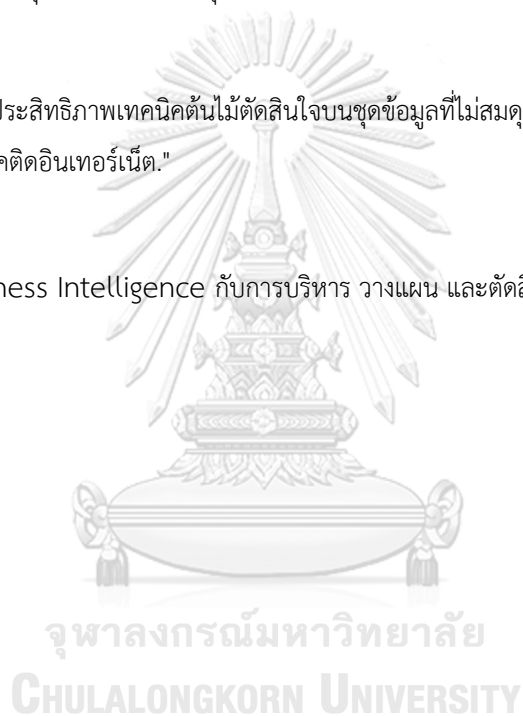 ประสิทธิภาพเทคนิคต้นไม้ตัดสินใจบนชุดข้อมูลที่ไม่สมดุ
คติดอินเทอร์เน็ต."
ness Intelligence กับการบริหาร วางแผน และตัดสิ
จุฬาลงกรณ์มหาวิทยาลัย
CHULALONGKORN UNIVERSITY